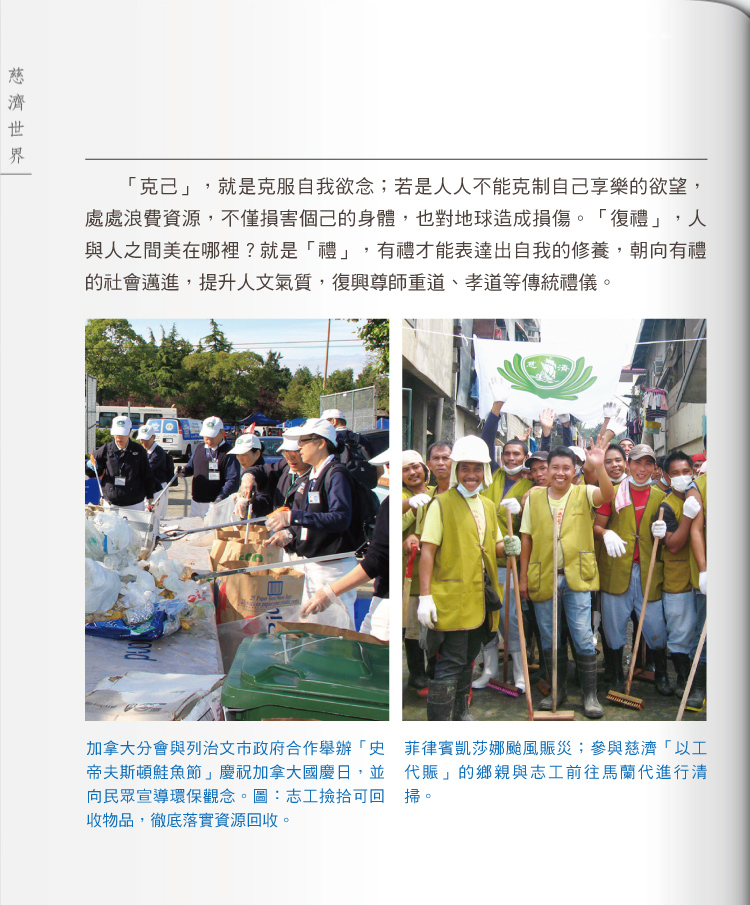 慈濟世界
「克己」，就是克服自我欲念；若是人人不能克制自己享樂的欲望，
處處浪費資源，不僅損害個己的身體，也對地球造成損傷。「復禮」，人
與人之間美在哪裡？就是「禮」，有禮才能表達出自我的修養，朝向有禮
的社會邁進，提升人文氣質，復興尊師重道、孝道等傳統禮儀。
慈濟
加拿大分會與列治文市政府合作舉辦「史
帝夫斯頓鮭魚節」慶祝加拿大國慶日，並
向民眾宣導環保觀念。圖：志工撿拾可回
收物品，徹底落實資源回收。
菲律賓凱莎娜颱風賑災；參與慈濟「以工
代賑」的鄉親與志工前往馬蘭代進行清
掃。